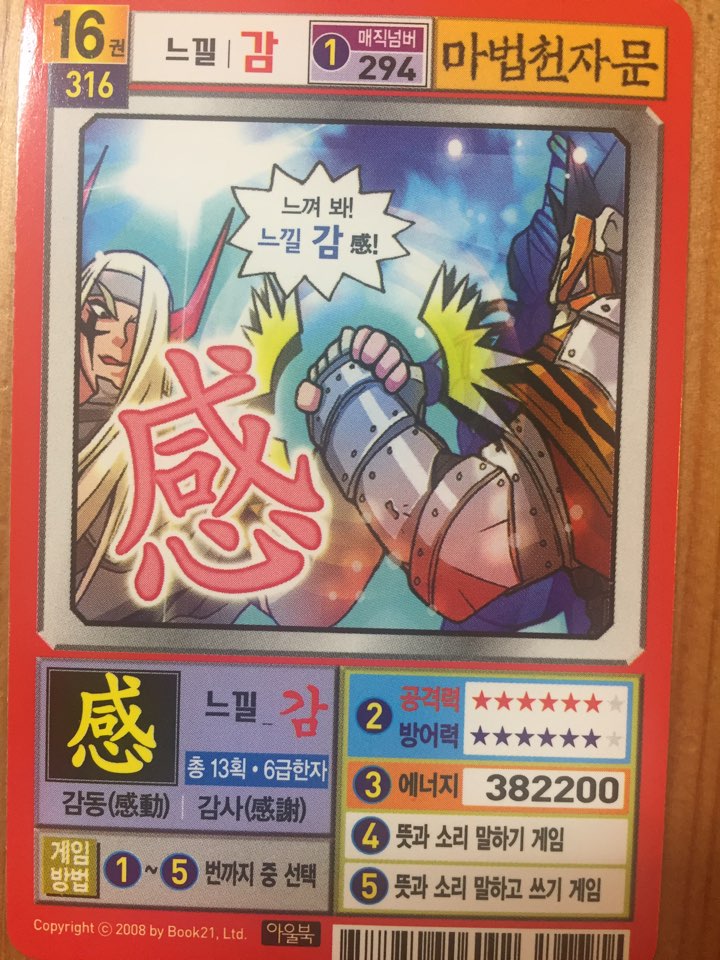 16권
316
느낄 | 감
1 매직넘버
294
마법천자문
느껴 봐!
느낄 감 感!
感
感
느낄_감
총 13획 • 6급한자
감동(感動) 감사(感謝)
게임
방법
1 ~ 5 번까지 중 선택
2 공격력 ★★★★★★★
방어력 ★★★★★★★
3 에너지 382200
4 뜻과 소리 말하기 게임
5 뜻과 소리 말하고 쓰기 게임
Copyright ⓒ 2008 by Book21, Ltd. 아울북